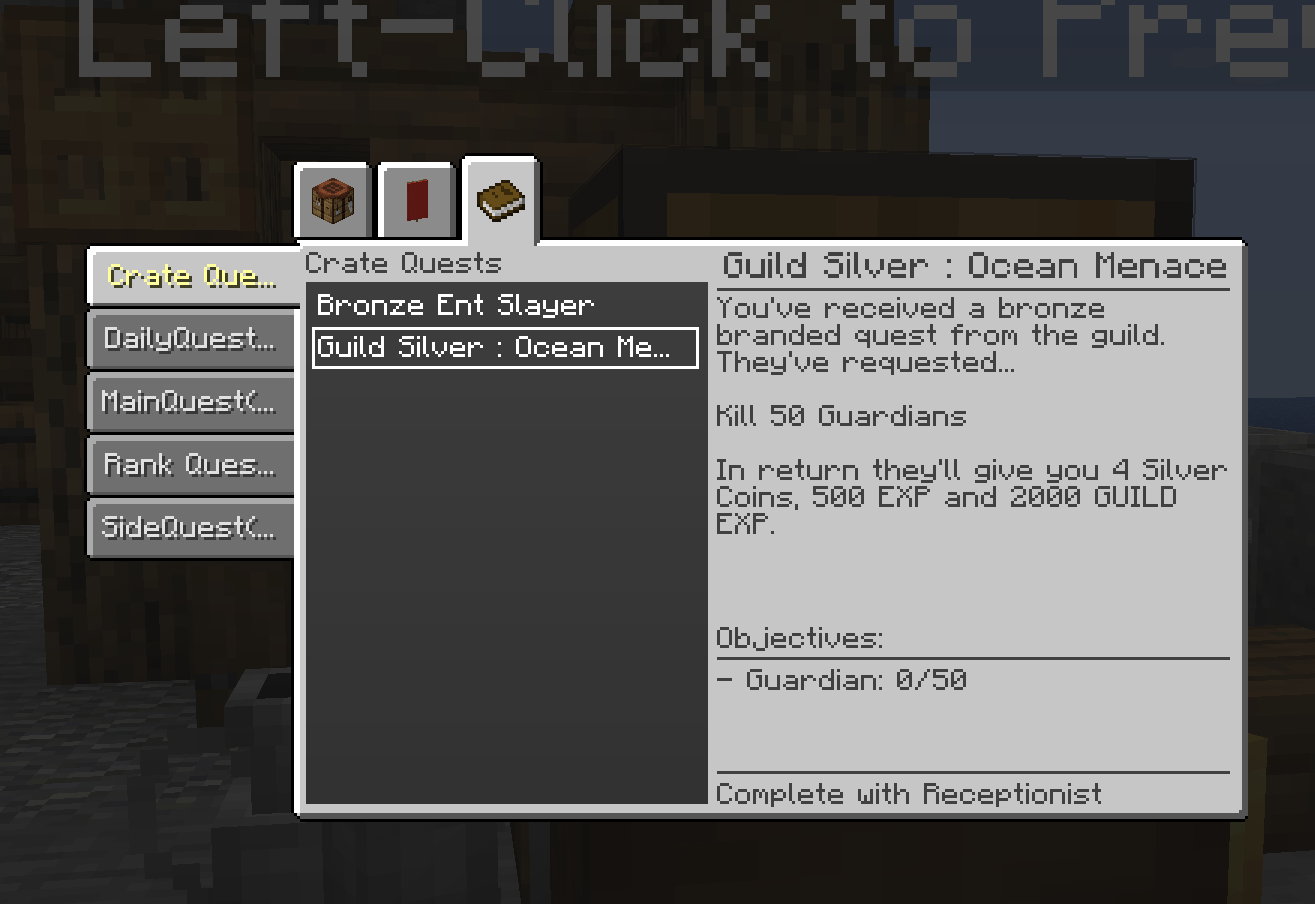 Left-Click to
Crate Que...
DailyQuest...
MainQuest(...
Rank Ques...
SideQuest(...
Crate Quests
Bronze Ent Slayer
Guild Silver : Ocean Me...
Guild Silver : Ocean Menace
You've received a bronze
branded quest from the guild.
They've requested...
Kill 50 Guardians
In return they'll give you 4 Silver
Coins, 500 EXP and 2000 GUILD
EXP.
Objectives:
- Guardian: 0/50
Complete with Receptionist